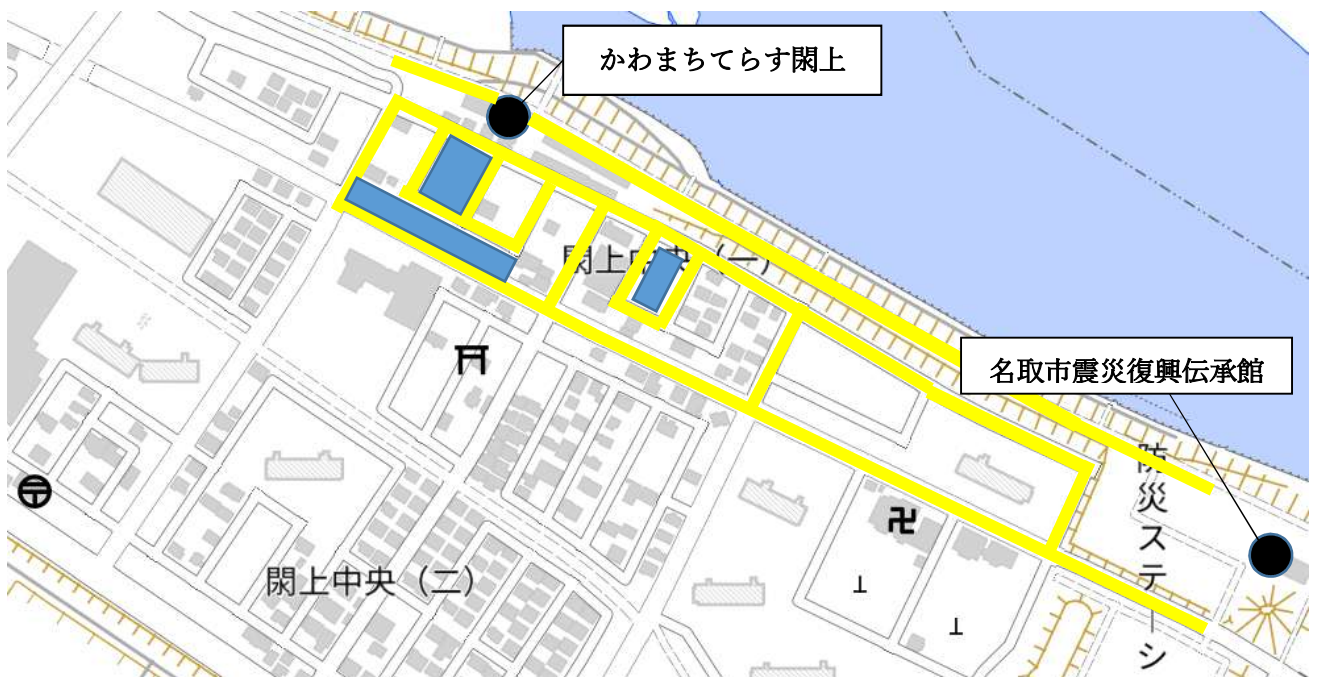 かわまちてらす閖上
閖上中央（一）
名取市震災復興伝承館
防災ステーシ
閖上中央（二）